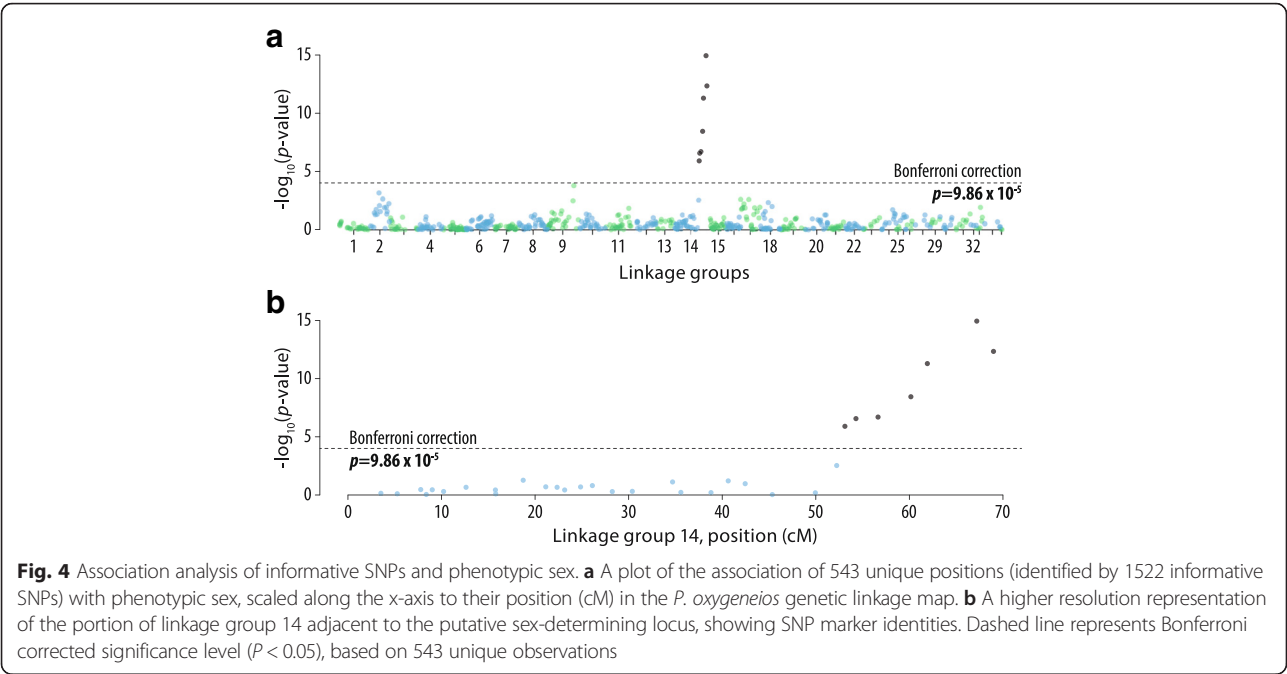 a
15
10
5
0
-log10(p-value)
Bonferroni correction
p=9.86 x 10-5
1 2 4 6 7 8 9 11 13 14 15 18 20 22 25 29 32
Linkage groups
b
15
10
5
0
-log10(p-value)
Bonferroni correction
p=9.86 x 10-5
0 10 20 30 40 50 60 70
Linkage group 14, position (cM)
Fig. 4 Association analysis of informative SNPs and phenotypic sex. a A plot of the association of 543 unique positions (identified by 1522 informative
SNPs) with phenotypic sex, scaled along the x-axis to their position (cM) in the P. oxygeneios genetic linkage map. b A higher resolution representation
of the portion of linkage group 14 adjacent to the putative sex-determining locus, showing SNP marker identities. Dashed line represents Bonferroni
corrected significance level (P < 0.05), based on 543 unique observations